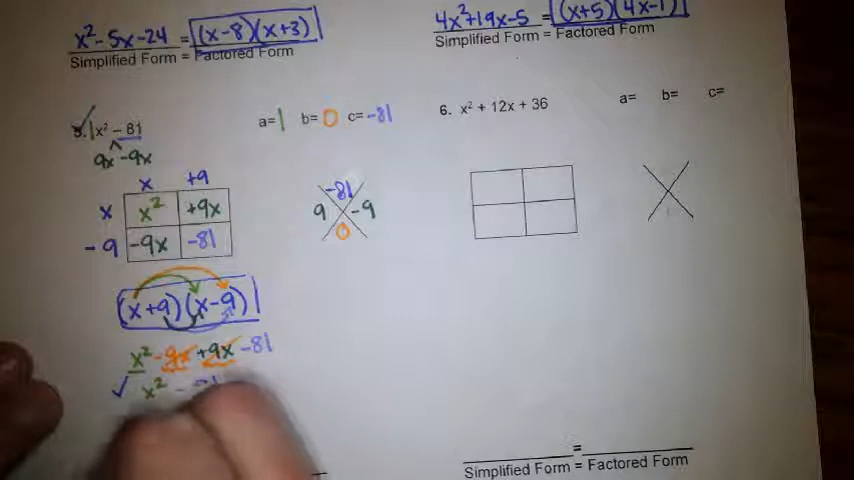 x² - 5x - 24 = (x-8)(x+3)
Simplified Form = Factored Form
4x² + 19x - 5 = (x+5)(4x-1)
Simplified Form = Factored Form
1x² - 81
9x -9x
a=1 b=0 c=-81
x +9
x x² +9x
-9 -9x -81
-81
9 -9
0
(x+9)(x-9)
x² - 9x + 9x - 81
✓ x² - 81
6. x² + 12x + 36
a= b= c=
=
Simplified Form = Factored Form